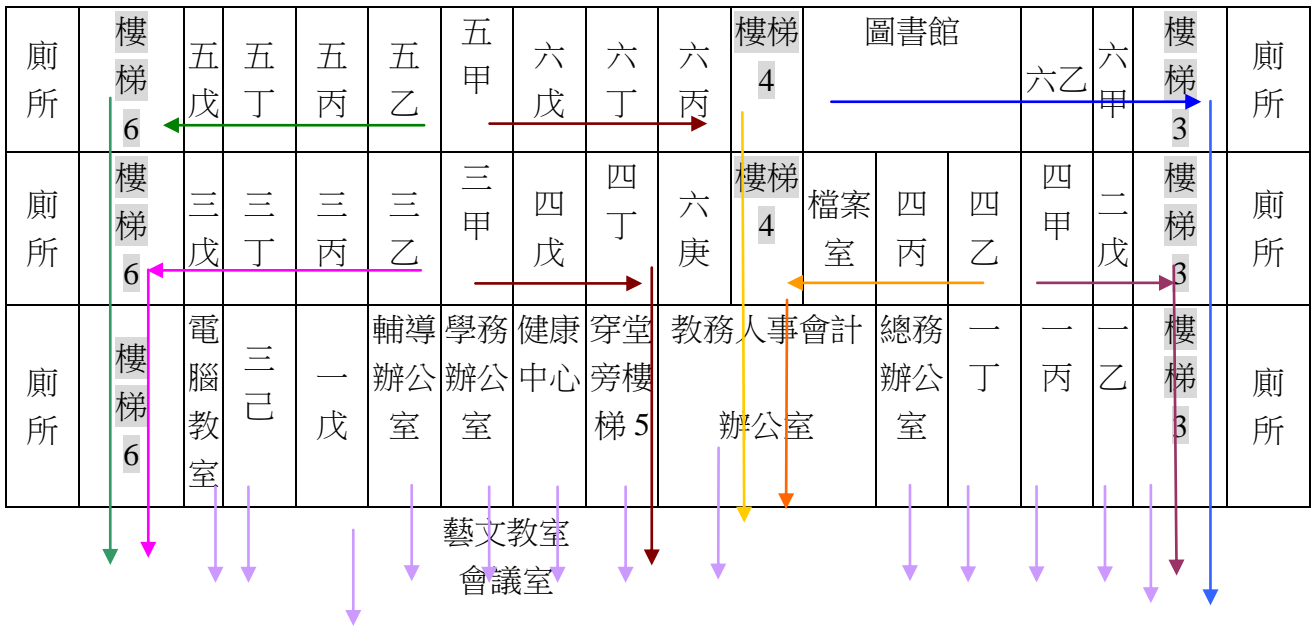 廁所
樓梯6
五戊
五丁
五丙
五乙
五甲
六戊
六丁
六丙
樓梯4
圖書館
六乙
六甲
樓梯3
廁所
廁所
樓梯6
三戊
三丁
三丙
三乙
三甲
四戊
四丁
六庚
樓梯4
檔案室
四丙
四乙
四甲
二戊
樓梯3
廁所
廁所
樓梯6
電腦教室
三己
一戊
輔導辦公室
學務辦公室
健康中心
穿堂旁樓梯5
教務人事會計
辦公室
總務辦公室
一丁
一丙
一乙
樓梯3
廁所
藝文教室
會議室